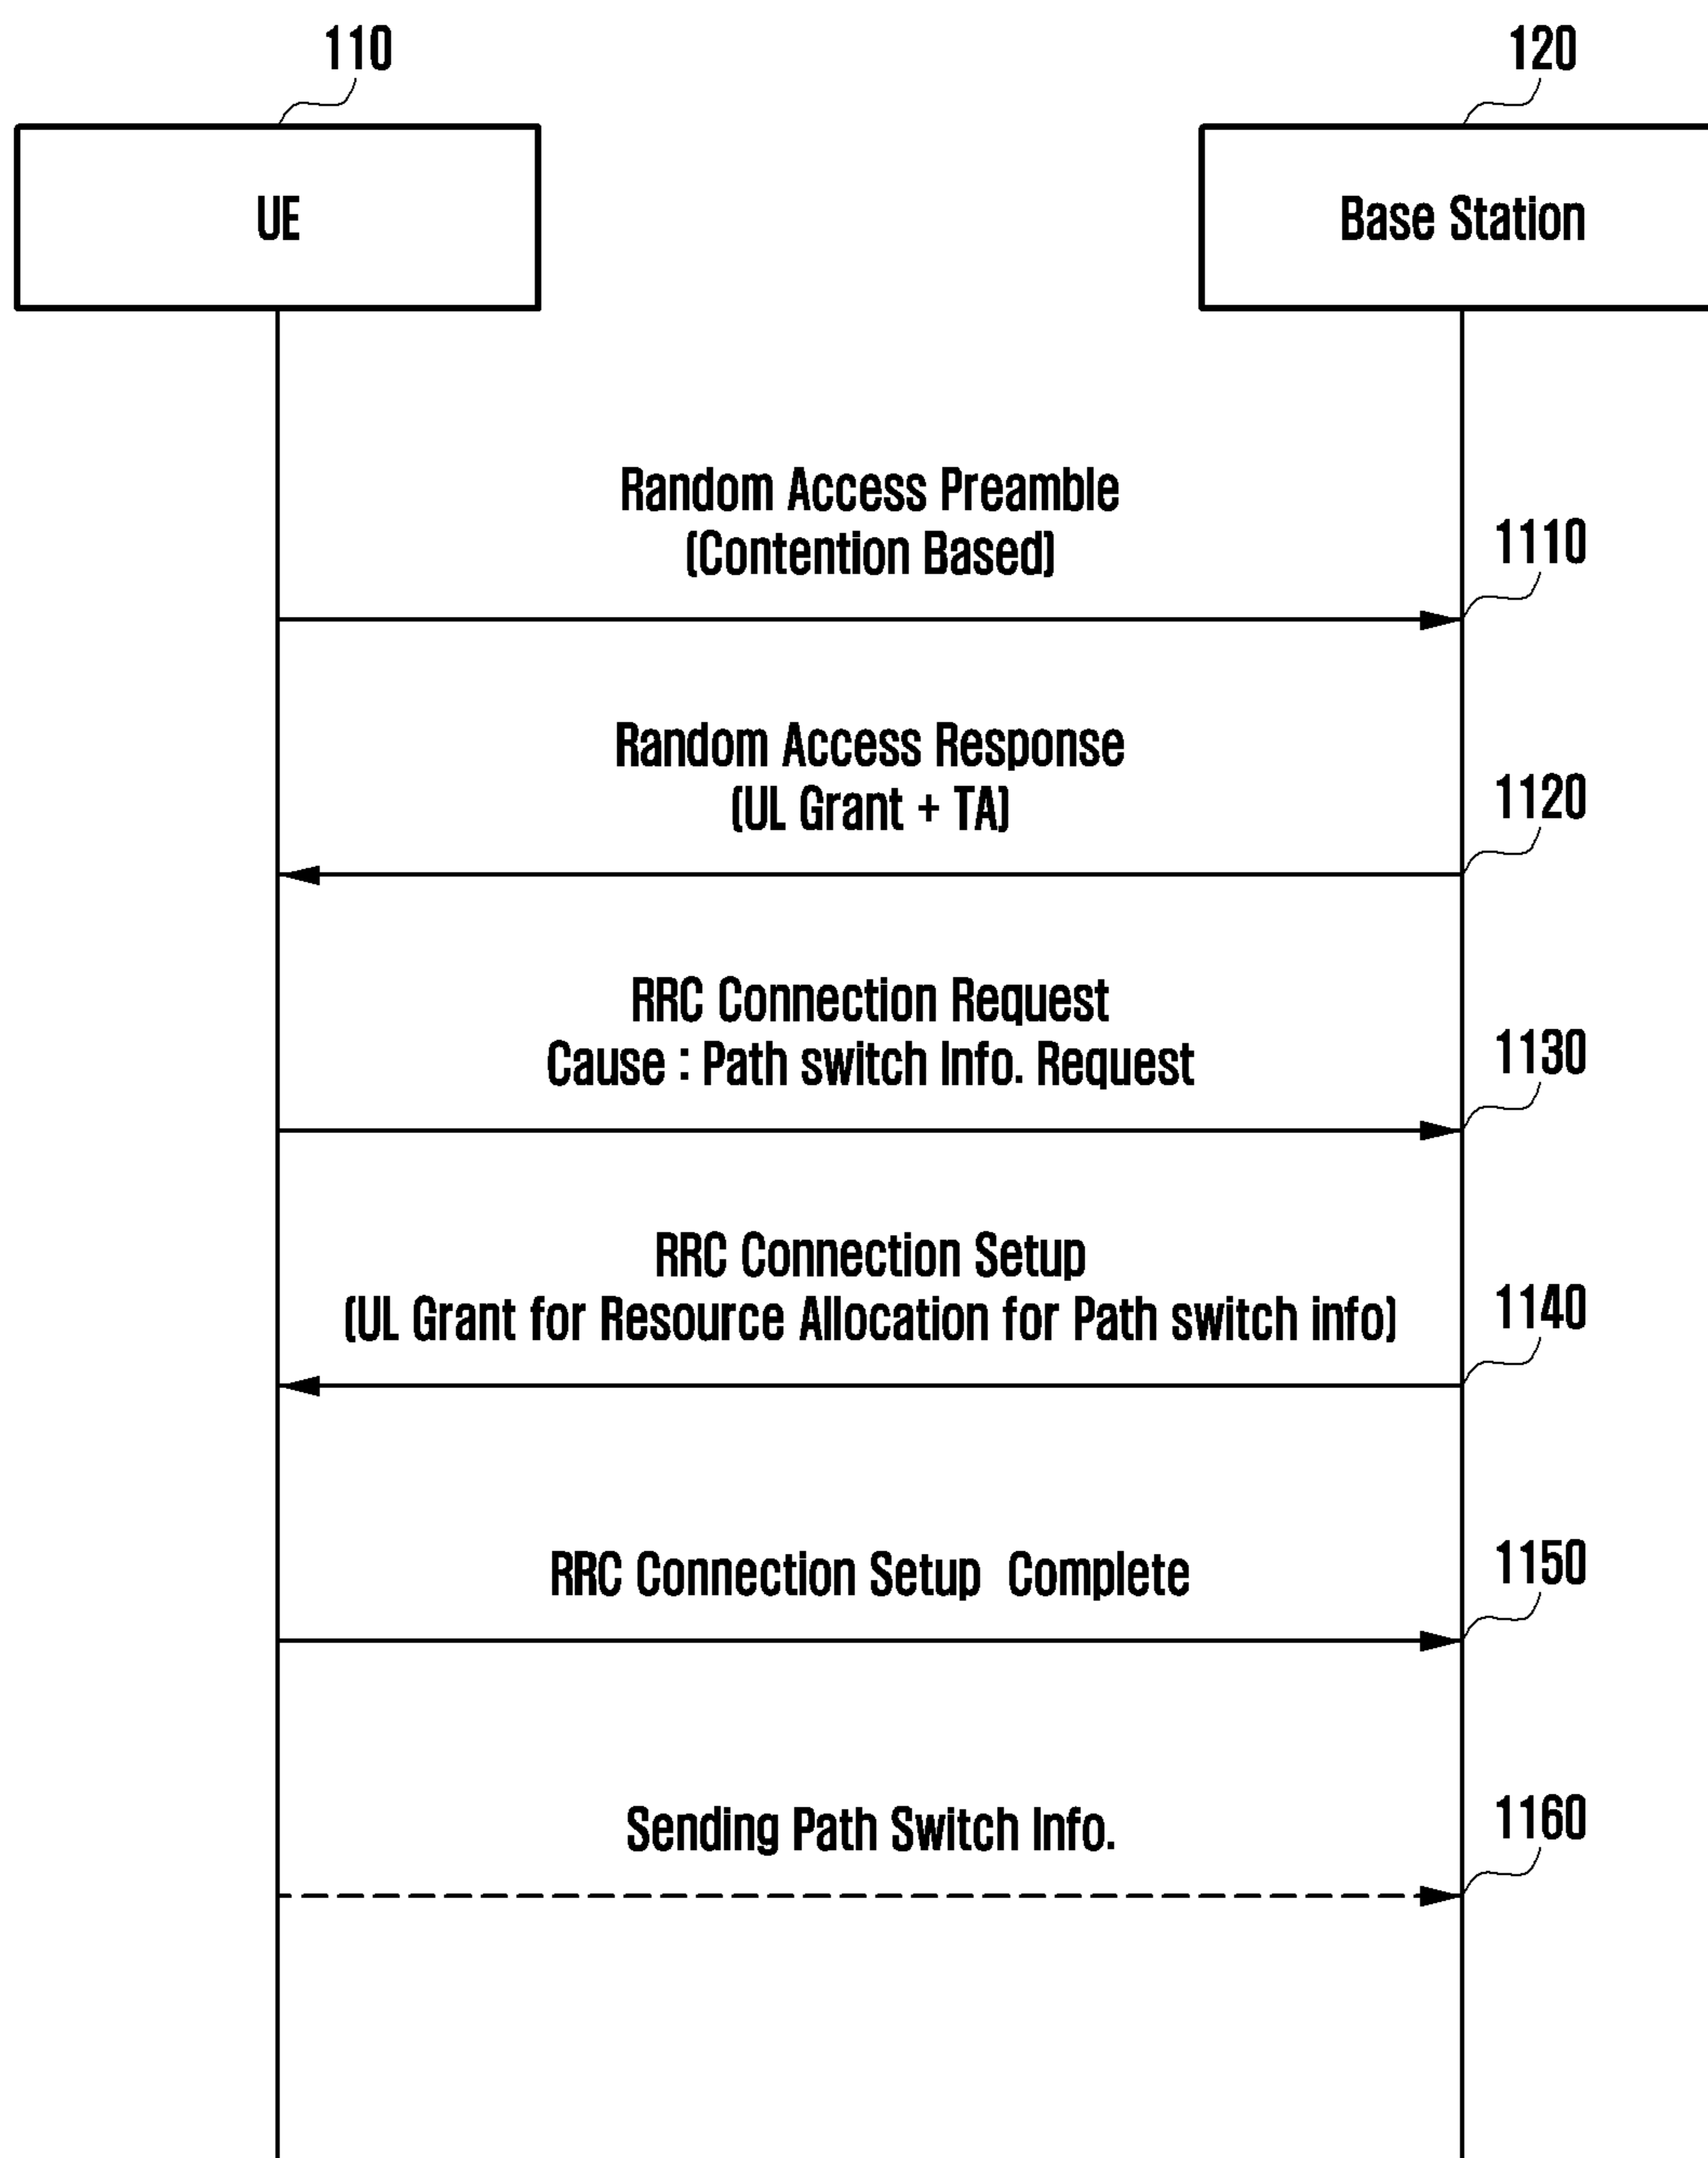 110
120
UE
Base Station
Random Access Preamble
(Contention Based)
1110
Random Access Response
(UL Grant + TA)
1120
RRC Connection Request
Cause : Path switch Info. Request
1130
RRC Connection Setup
(UL Grant for Resource Allocation for Path switch info)
1140
RRC Connection Setup Complete
1150
Sending Path Switch Info.
1160